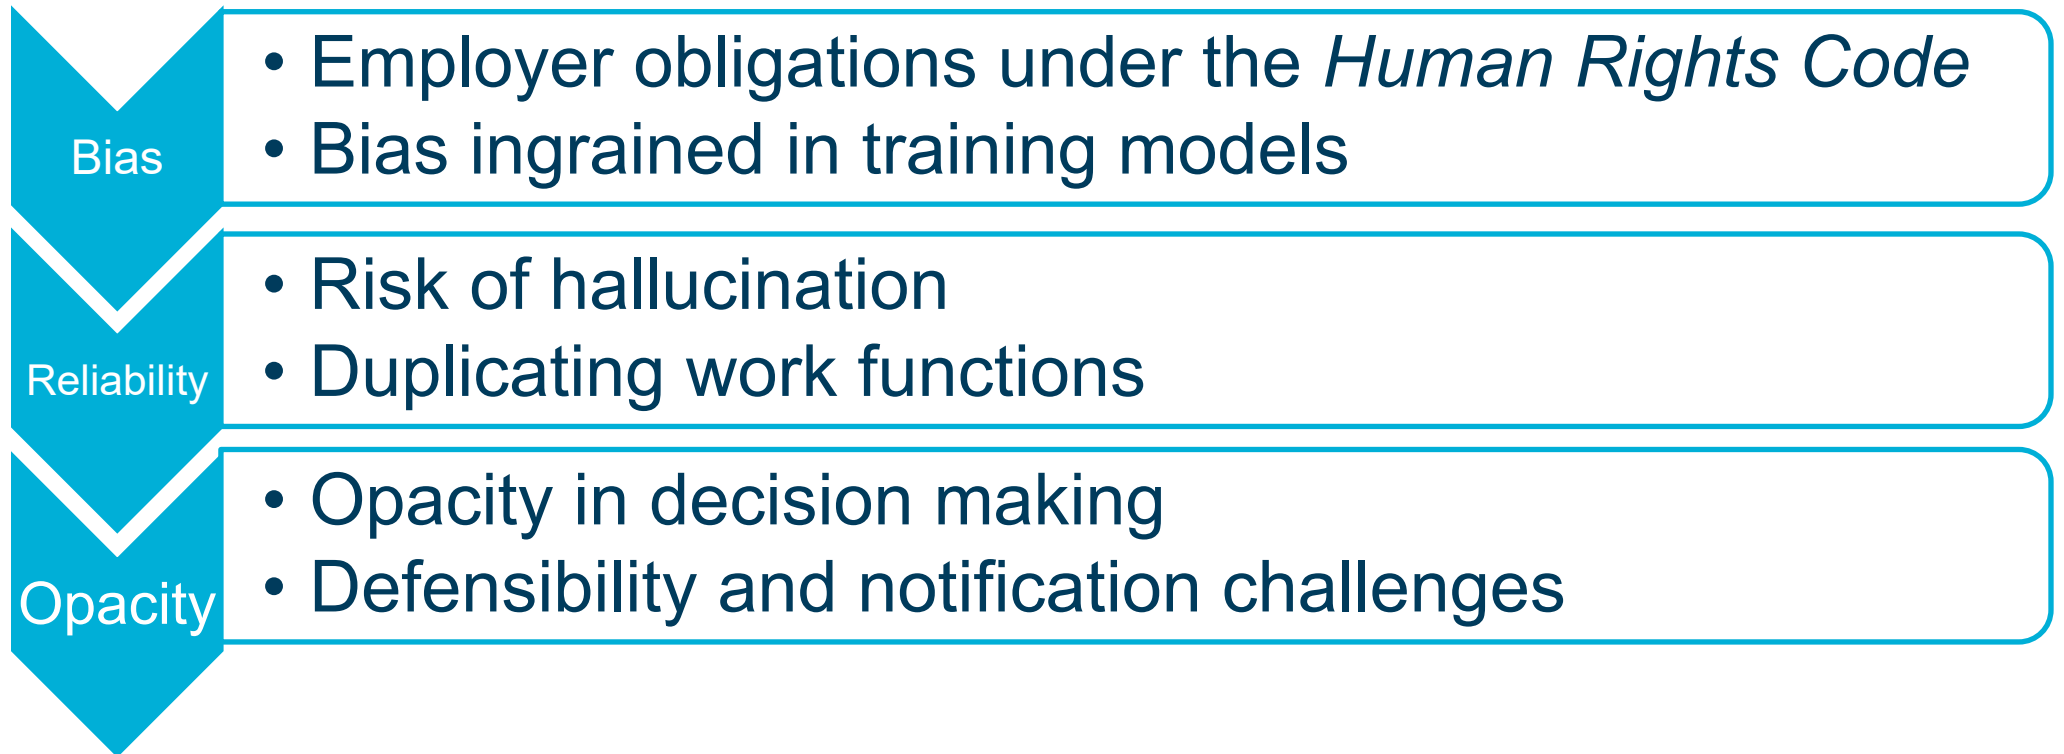 Bias
• Employer obligations under the Human Rights Code
• Bias ingrained in training models
Reliability
• Risk of hallucination
• Duplicating work functions
Opacity
• Opacity in decision making
• Defensibility and notification challenges